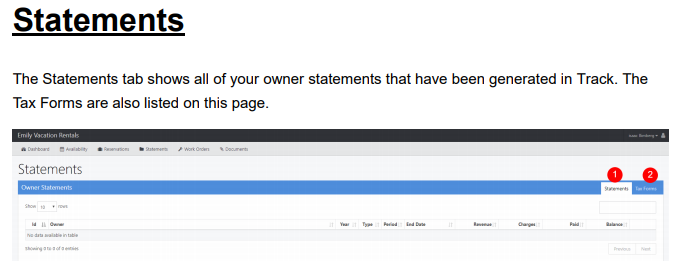 Statements
The Statements tab shows all of your owner statements that have been generated in Track. The
Tax Forms are also listed on this page.
Emily Vacation Rentals
Dashboard Availability Reservations Statements Work Orders Documents
Statements
1 2
Owner Statements Statements Tax Forms
Show 10 rows
Id Owner Year Type Period End Date Revenue Charges Paid Balance
No data available in table
Showing 0 to 0 of 0 entries Previous Next